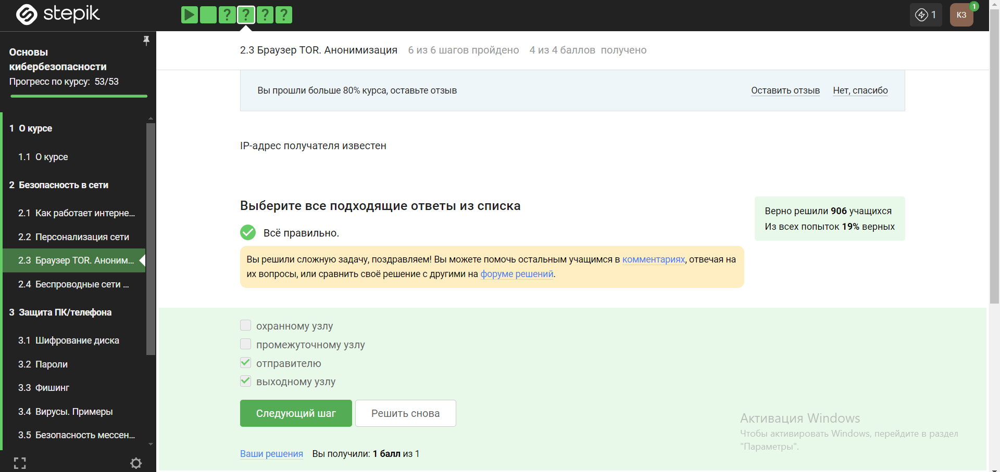 stepik
?
?
?
?
1
КЗ
1
Основы
кибербезопасности
Прогресс по курсу: 53/53
1 О курсе
1.1 О курсе
2 Безопасность в сети
2.1 Как работает интерне...
2.2 Персонализация сети
2.3 Браузер TOR. Аноним...
2.4 Беспроводные сети ...
3 Защита ПК/телефона
3.1 Шифрование диска
3.2 Пароли
3.3 Фишинг
3.4 Вирусы. Примеры
3.5 Безопасность мессен...
2.3 Браузер TOR. Анонимизация 6 из 6 шагов пройдено 4 из 4 баллов получено
Вы прошли больше 80% курса, оставьте отзыв Оставить отзыв Нет, спасибо
IP-адрес получателя известен
Выберите все подходящие ответы из списка
Верно решили 906 учащихся
Из всех попыток 19% верных
Всё правильно.
Вы решили сложную задачу, поздравляем! Вы можете помочь остальным учащимся в комментариях, отвечая на
их вопросы, или сравнить своё решение с другими на форуме решений.
охранному узлу
промежуточному узлу
отправителю
выходному узлу
Следующий шаг Решить снова
Ваши решения Вы получили: 1 балл из 1
Активация Windows
Чтобы активировать Windows, перейдите в раздел
"Параметры".